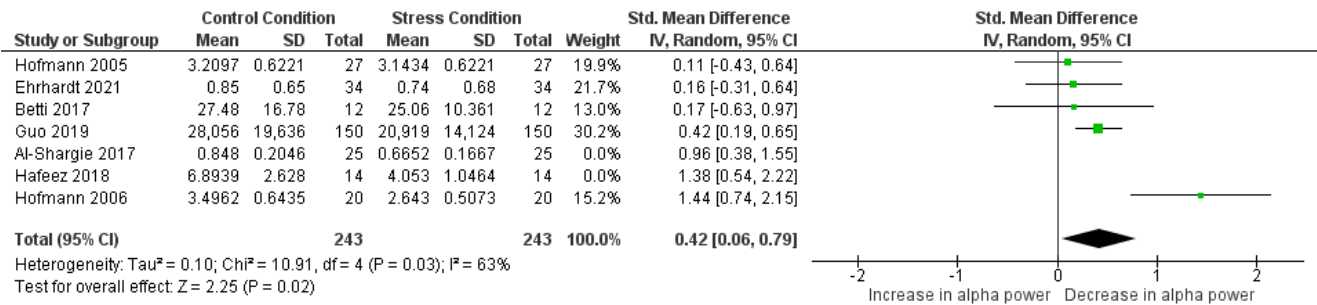 Control Condition Stress Condition Std. Mean Difference Std. Mean Difference
Study or Subgroup Mean SD Total Mean SD Total Weight IV, Random, 95% CI IV, Random, 95% CI
Hofmann 2005 3.2097 0.6221 27 3.1434 0.6221 27 19.9% 0.11 [-0.43, 0.64]
Ehrhardt 2021 0.85 0.65 34 0.74 0.68 34 21.7% 0.16 [-0.31, 0.64]
Betti 2017 27.48 16.78 12 25.06 10.361 12 13.0% 0.17 [-0.63, 0.97]
Guo 2019 28,056 19,636 150 20,919 14,124 150 30.2% 0.42 [0.19, 0.65]
Al-Shargie 2017 0.848 0.2046 25 0.6652 0.1667 25 0.0% 0.96 [0.38, 1.55]
Hafeez 2018 6.8939 2.628 14 4.053 1.0464 14 0.0% 1.38 [0.54, 2.22]
Hofmann 2006 3.4962 0.6435 20 2.643 0.5073 20 15.2% 1.44 [0.74, 2.15]
Total (95% CI) 243 243 100.0% 0.42 [0.06, 0.79]
Heterogeneity: Tau² = 0.10; Chi² = 10.91, df = 4 (P = 0.03); I² = 63%
Test for overall effect: Z = 2.25 (P = 0.02)
-2 -1 0 1 2
Increase in alpha power Decrease in alpha power